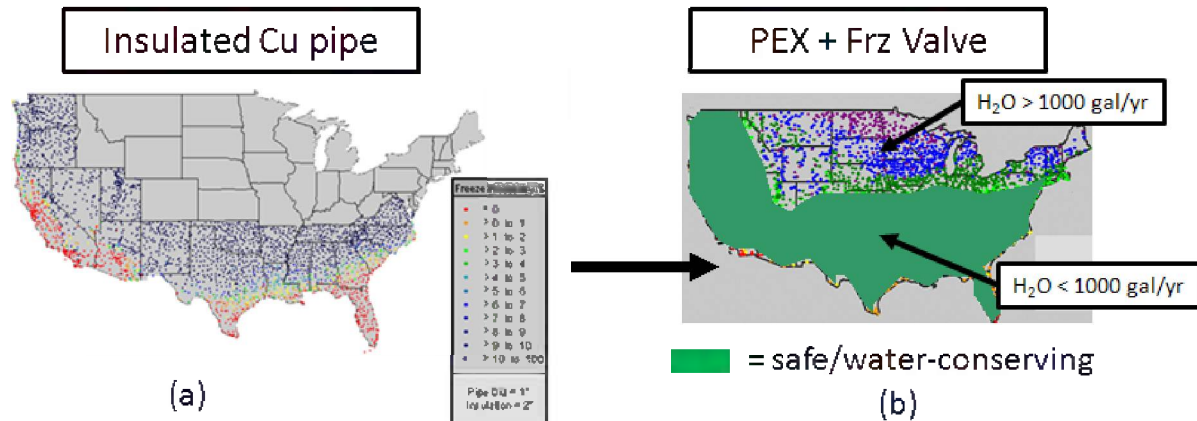 Insulated Cu pipe
PEX + Frz Valve
H₂O > 1000 gal/yr
H₂O < 1000 gal/yr
Freeze
= 0
> 0 to 1
> 1 to 2
> 2 to 3
> 3 to 4
> 4 to 5
> 5 to 6
> 6 to 7
> 7 to 8
> 8 to 9
> 9 to 10
> 10 to 100
Pipe Dia = 1"
Insulation = 2"
= safe/water-conserving
(a)
(b)